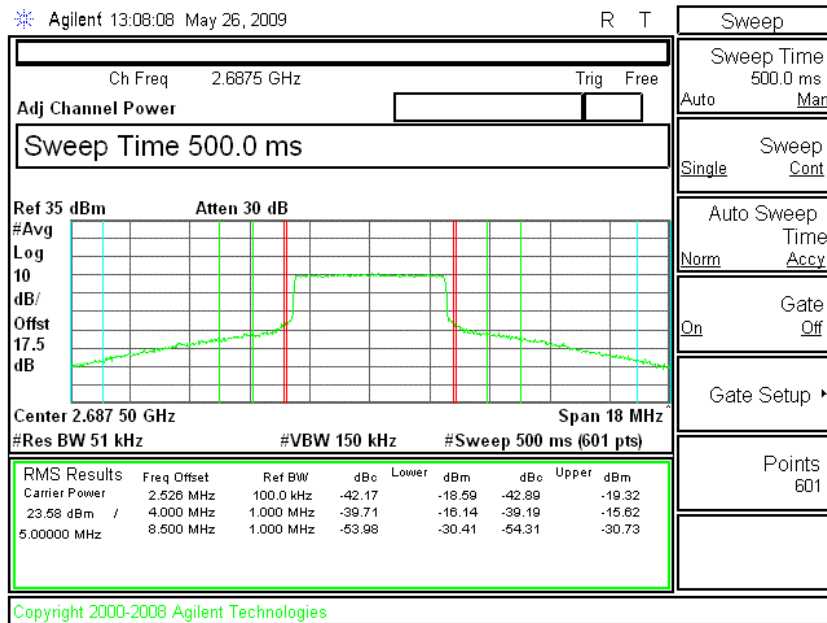 Agilent 13:08:08 May 26, 2009 R T
Ch Freq 2.6875 GHz Trig Free
Adj Channel Power
Sweep Time 500.0 ms
Ref 35 dBm Atten 30 dB
#Avg
Log
10
dB/
Offst
17.5
dB
Center 2.687 50 GHz Span 18 MHz
#Res BW 51 kHz #VBW 150 kHz #Sweep 500 ms (601 pts)
RMS Results Freq Offset Ref BW dBc Lower dBm dBc Upper dBm
Carrier Power 2.526 MHz 100.0 kHz -42.17 -18.59 -42.89 -19.32
23.58 dBm / 4.000 MHz 1.000 MHz -39.71 -16.14 -39.19 -15.62
5.00000 MHz 8.500 MHz 1.000 MHz -53.98 -30.41 -54.31 -30.73
Copyright 2000-2008 Agilent Technologies
Sweep
Sweep Time
500.0 ms
Auto Man
Sweep
Single Cont
Auto Sweep
Time
Norm Accy
Gate
On Off
Gate Setup
Points
601